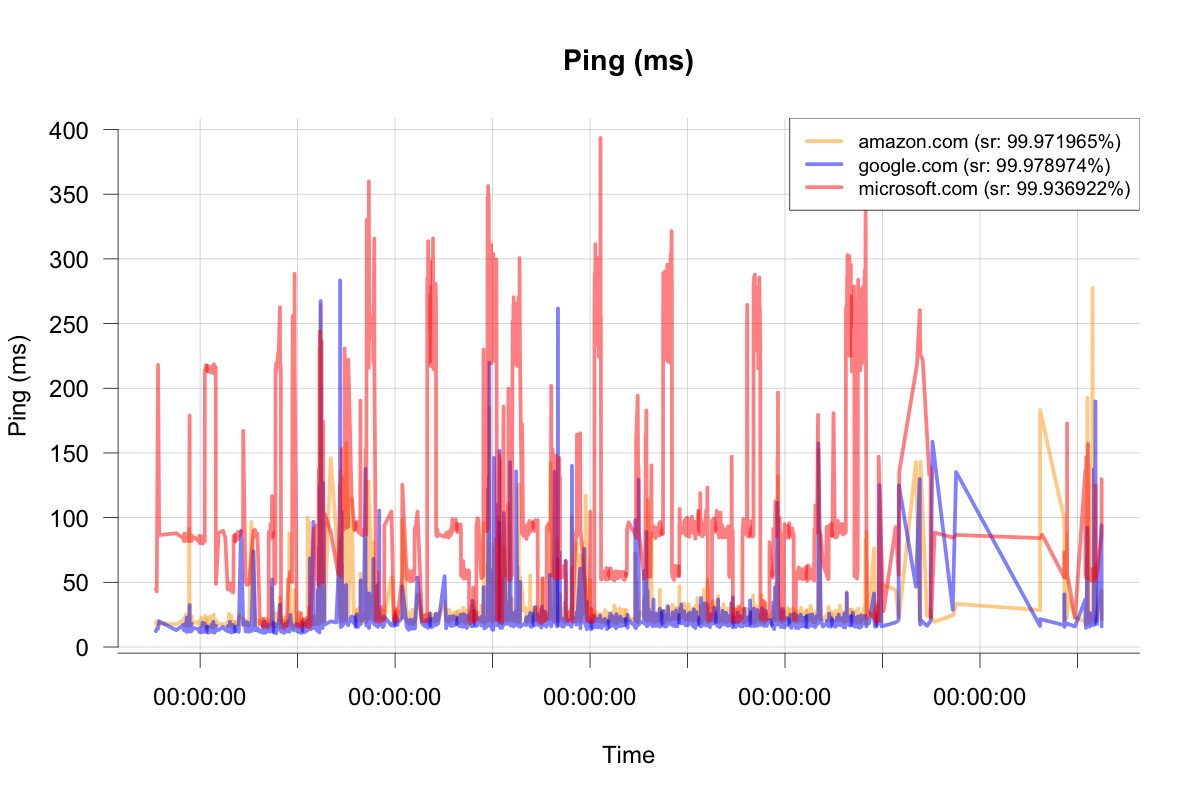 Ping (ms)
amazon.com (sr: 99.971965%)
google.com (sr: 99.978974%)
microsoft.com (sr: 99.936922%)
400
350
300
250
200
150
100
50
0
Ping (ms)
00:00:00 00:00:00 00:00:00 00:00:00 00:00:00
Time